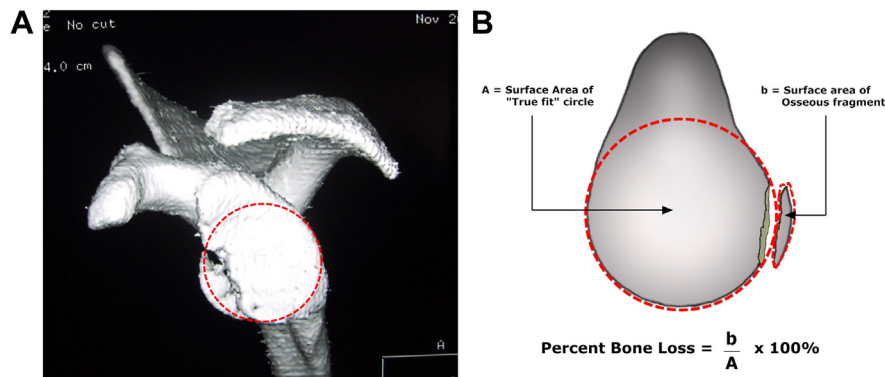 A
2
e
No cut
Nov 2
4.0 cm
A
B
A = Surface Area of
"True fit" circle
b = Surface area of
Osseous fragment
Percent Bone Loss = b/A x 100%